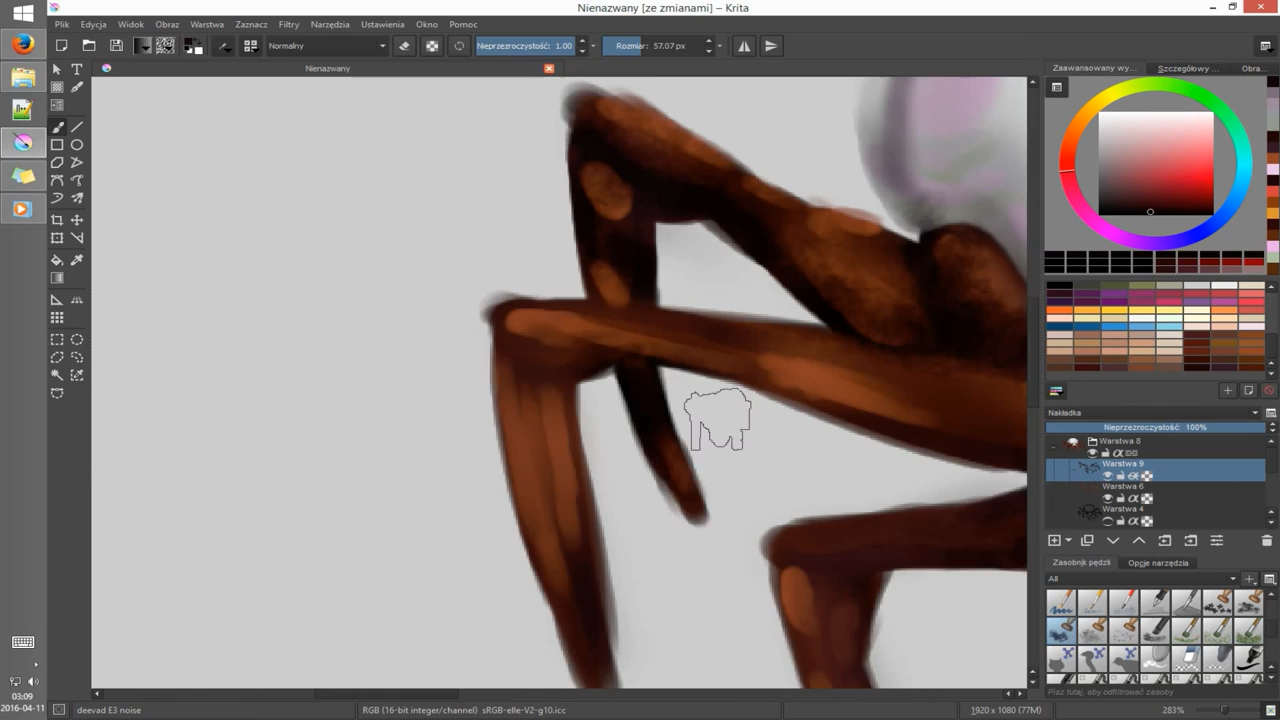 Nienazwany [ze zmianami] – Krita
Plik Edycja Widok Obraz Warstwa Zaznacz Filtry Narzędzia Ustawienia Okno Pomoc
Normalny
Nieprzezroczystość: 1.00
Rozmiar: 57.07 px
Nienazwany
Zaawansowany wy... Szczegółowy ... Obra...
Nakładka
Nieprzezroczystość: 100%
Warstwa 8
Warstwa 9
Warstwa 6
Warstwa 4
Zasobnik pędzli Opcje narzędzia
All
Pisz tutaj, aby odfiltrować zasoby
03:09
2016-04-11
deevad E3 noise
RGB (16-bit integer/channel) sRGB-elle-V2-g10.icc
1920 x 1080 (77M)
283%